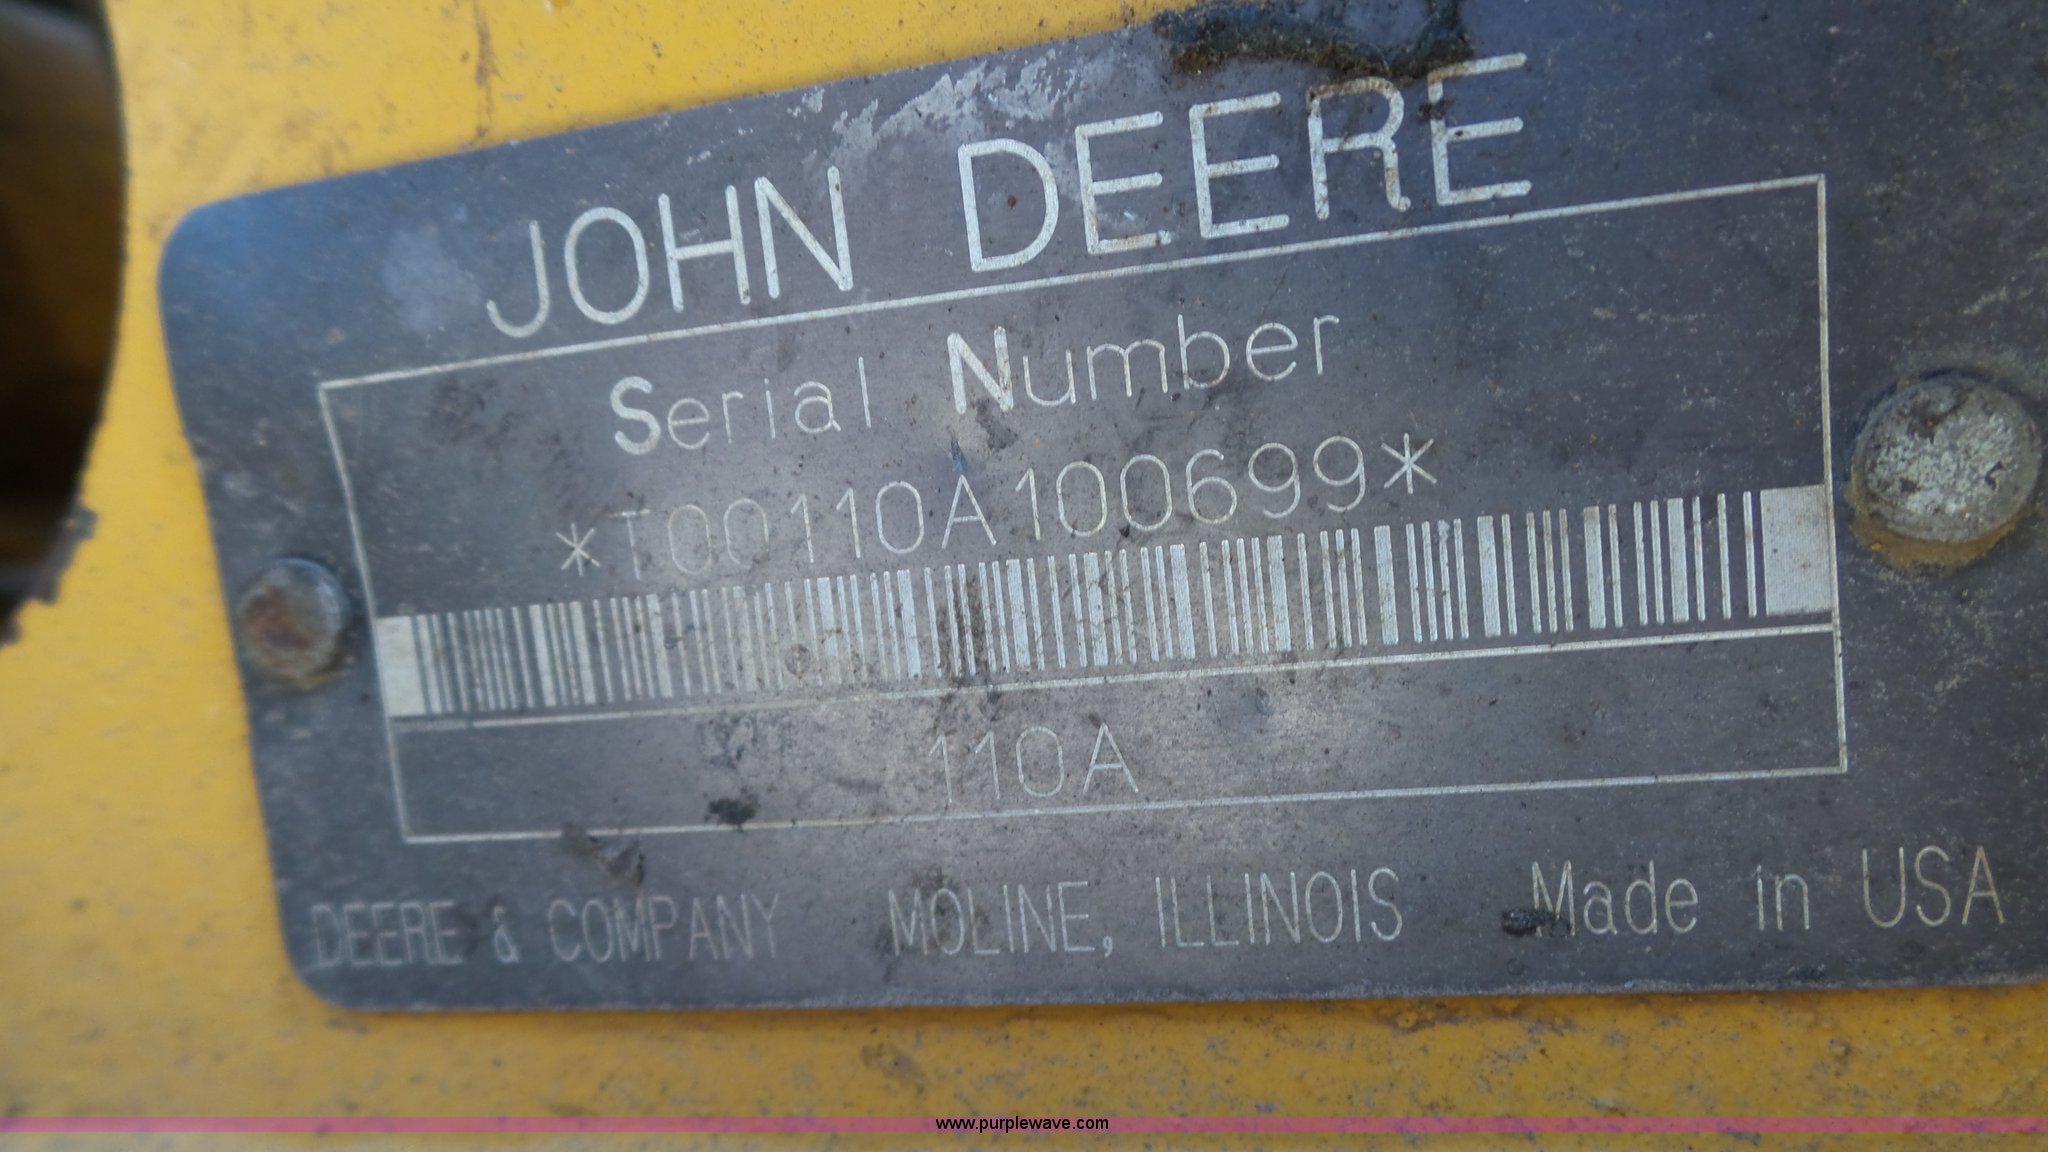 JOHN DEERE
Serial Number
*T00110A100699*
110A
DEERE & COMPANY MOLINE, ILLINOIS Made in USA
www.purplewave.com